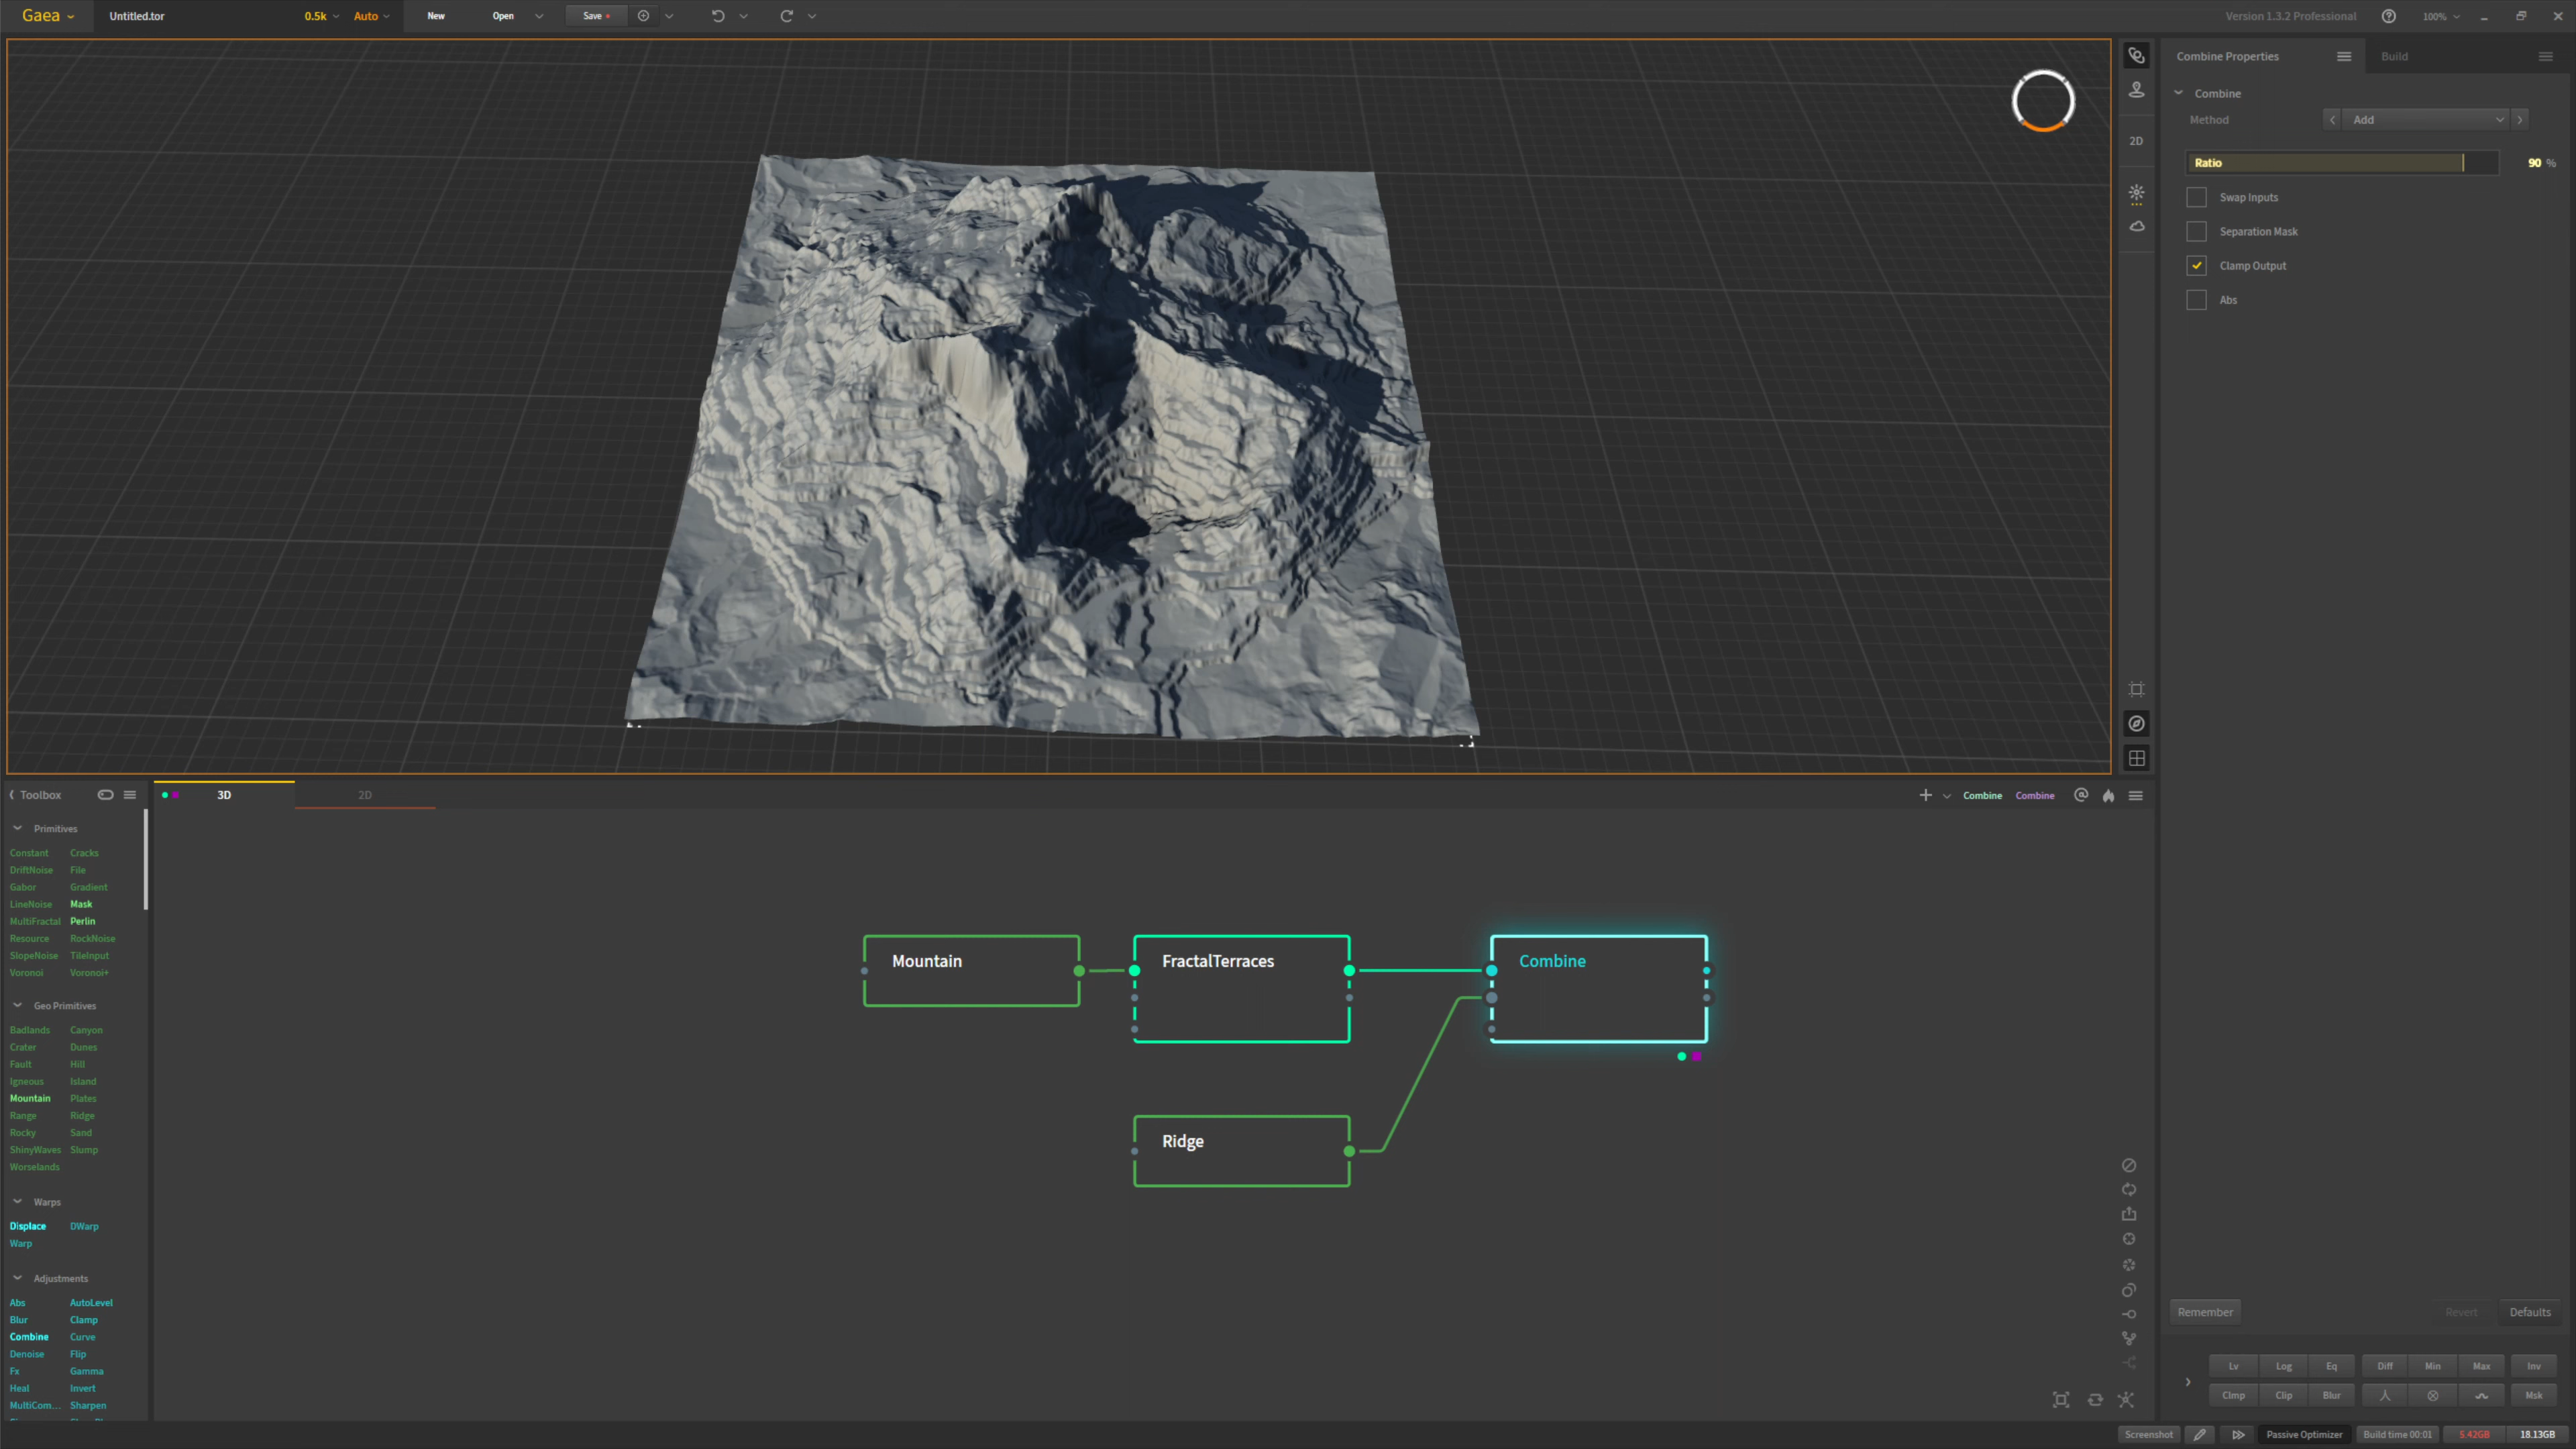 Gaea
Untitled.tor
0.5k
Auto
New
Open
Save
Version 1.3.2 Professional
100%
Combine Properties
Build
Combine
Method
Add
Ratio
90 %
Swap Inputs
Separation Mask
Clamp Output
Abs
2D
Toolbox
3D
2D
Combine
Combine
Primitives
Constant Cracks
DriftNoise File
Gabor Gradient
LineNoise Mask
MultiFractal Perlin
Resource RockNoise
SlopeNoise TileInput
Voronoi Voronoi+
Geo Primitives
Badlands Canyon
Crater Dunes
Fault Hill
Igneous Island
Mountain Plates
Range Ridge
Rocky Sand
ShinyWaves Slump
Worselands
Warps
Displace DWarp
Warp
Adjustments
Abs AutoLevel
Blur Clamp
Combine Curve
Denoise Flip
Fx Gamma
Heal Invert
MultiCom... Sharpen
Mountain
FractalTerraces
Combine
Ridge
Remember
Revert
Defaults
Lv Log Eq Diff Min Max Inv
Clmp Clip Blur Msk
Screenshot
Passive Optimizer
Build time 00:01
5.42GB
18.13GB